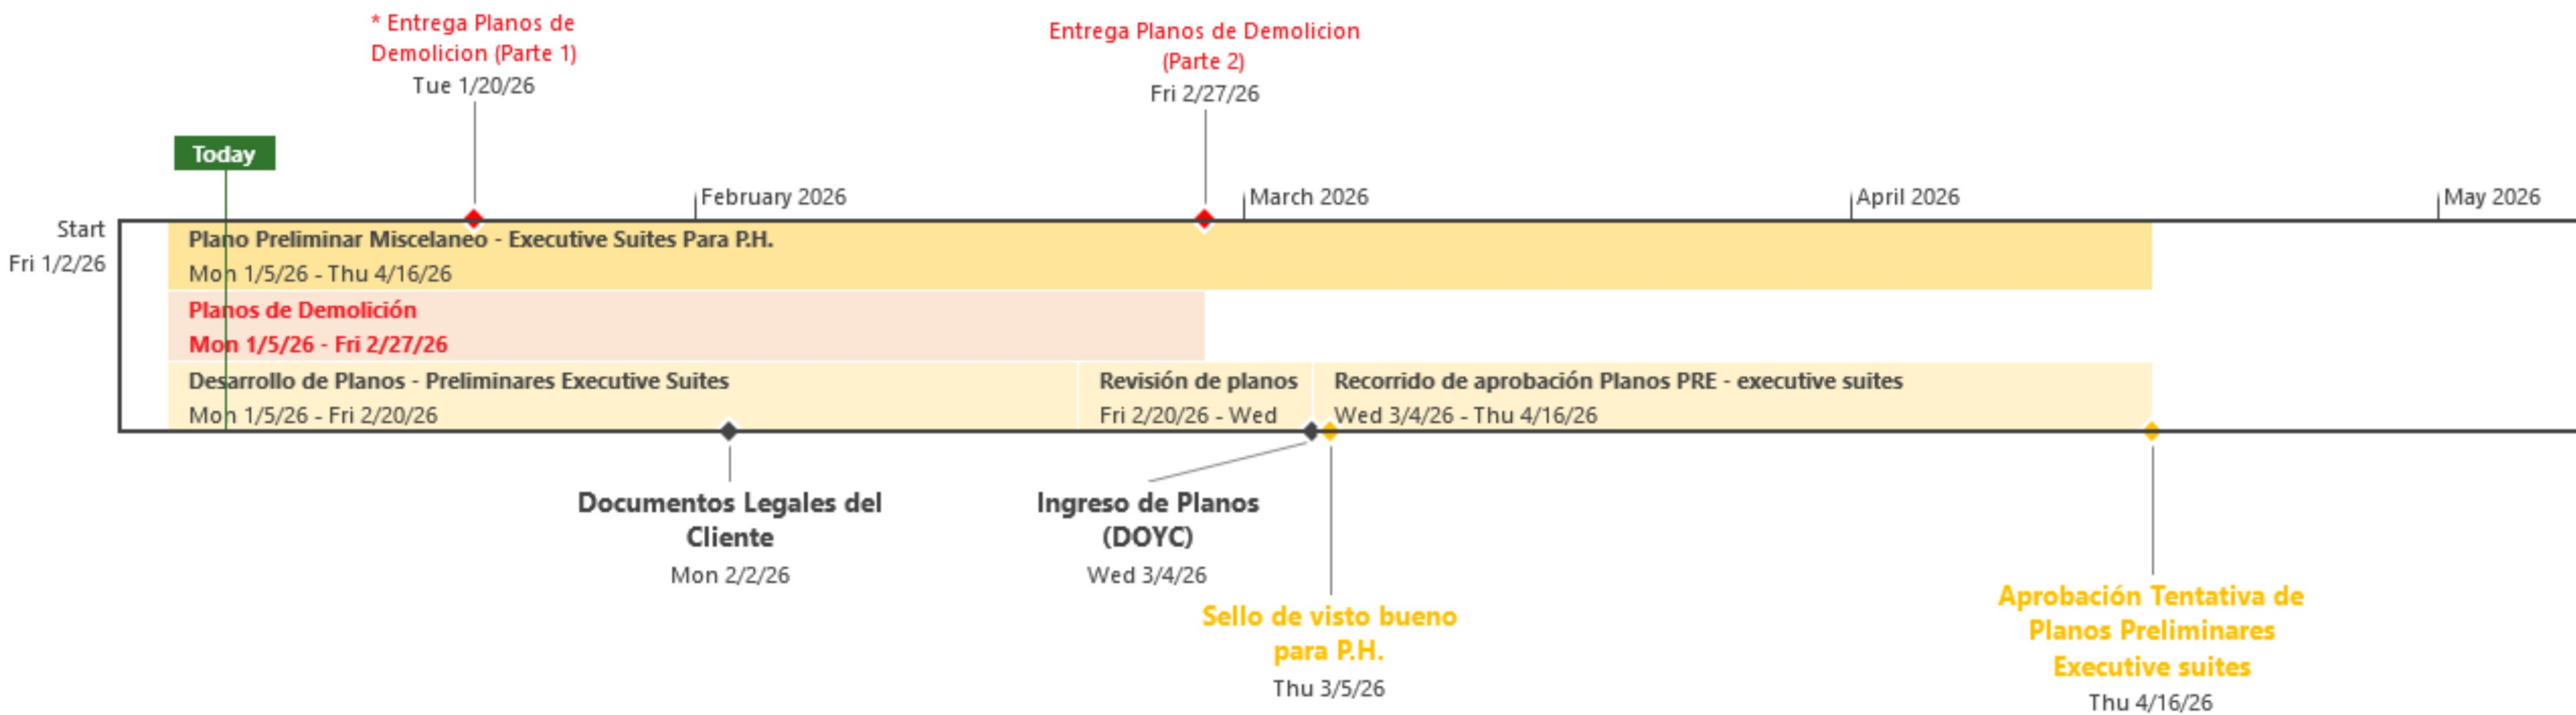 * Entrega Planos de
Demolicion (Parte 1)
Tue 1/20/26
Entrega Planos de Demolicion
(Parte 2)
Fri 2/27/26
Today
February 2026
March 2026
April 2026
May 2026
Start
Fri 1/2/26
Plano Preliminar Miscelaneo - Executive Suites Para P.H.
Mon 1/5/26 - Thu 4/16/26
Planos de Demolición
Mon 1/5/26 - Fri 2/27/26
Desarrollo de Planos - Preliminares Executive Suites
Mon 1/5/26 - Fri 2/20/26
Revisión de planos
Fri 2/20/26 - Wed
Recorrido de aprobación Planos PRE - executive suites
Wed 3/4/26 - Thu 4/16/26
Documentos Legales del
Cliente
Mon 2/2/26
Ingreso de Planos
(DOYC)
Wed 3/4/26
Sello de visto bueno
para P.H.
Thu 3/5/26
Aprobación Tentativa de
Planos Preliminares
Executive suites
Thu 4/16/26